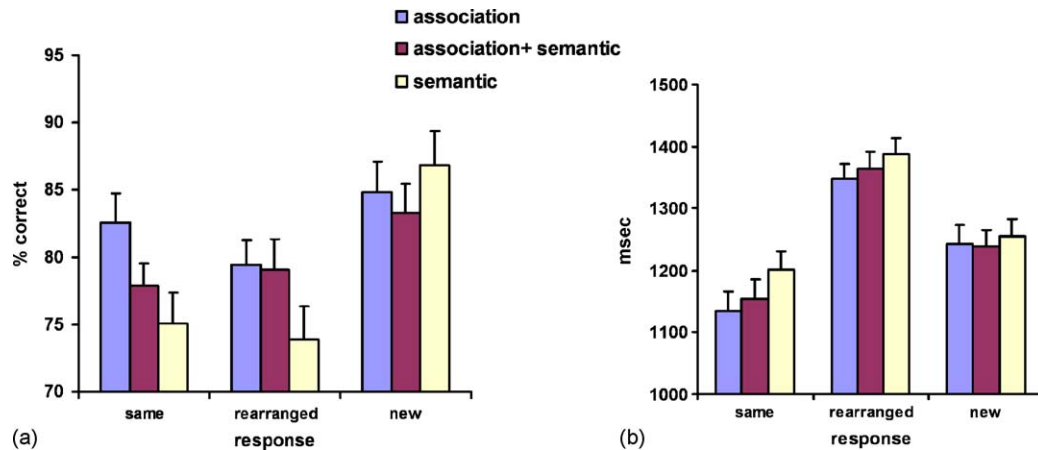 association
association+ semantic
semantic
95
90
85
80
75
70
% correct
same rearranged new
response
(a)
1500
1400
1300
1200
1100
1000
msec
same rearranged new
response
(b)